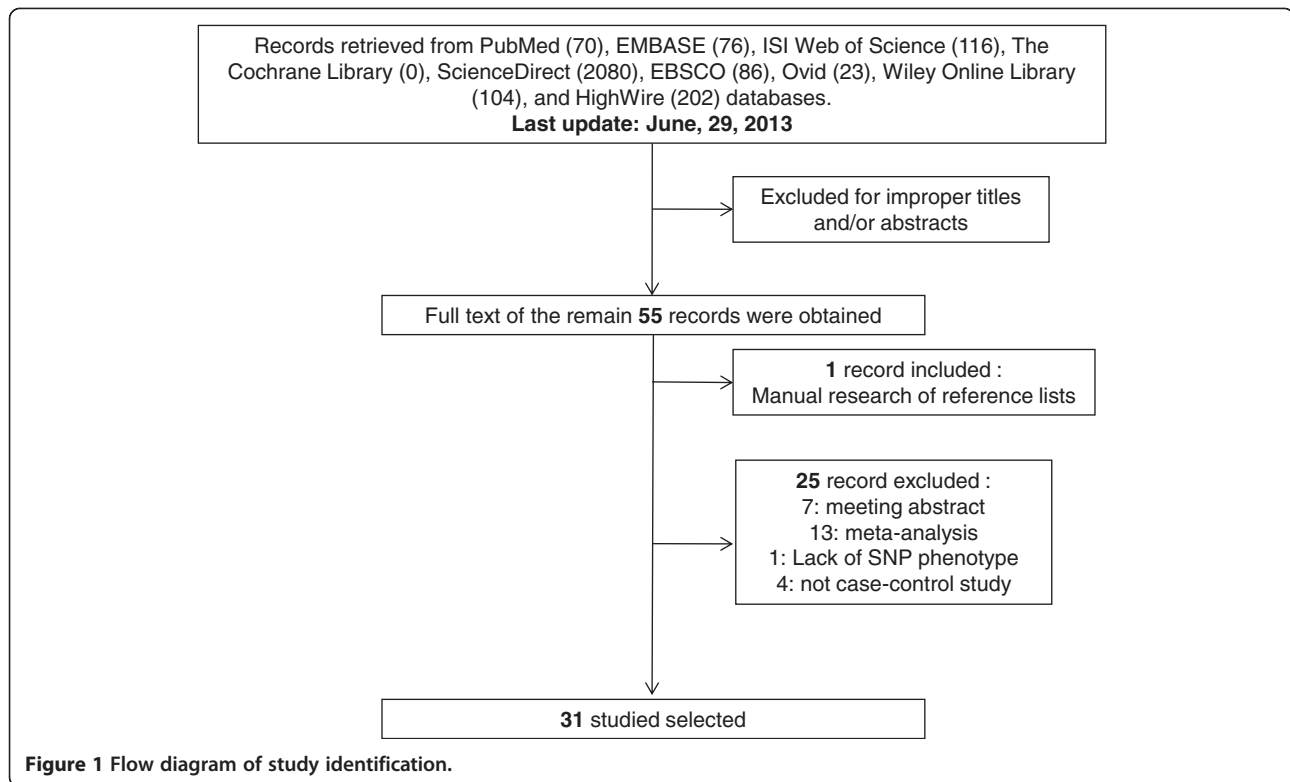 Records retrieved from PubMed (70), EMBASE (76), ISI Web of Science (116), The
Cochrane Library (0), ScienceDirect (2080), EBSCO (86), Ovid (23), Wiley Online Library
(104), and HighWire (202) databases.
Last update: June, 29, 2013
Excluded for improper titles
and/or abstracts
Full text of the remain 55 records were obtained
1 record included :
Manual research of reference lists
25 record excluded :
7: meeting abstract
13: meta-analysis
1: Lack of SNP phenotype
4: not case-control study
31 studied selected
Figure 1 Flow diagram of study identification.